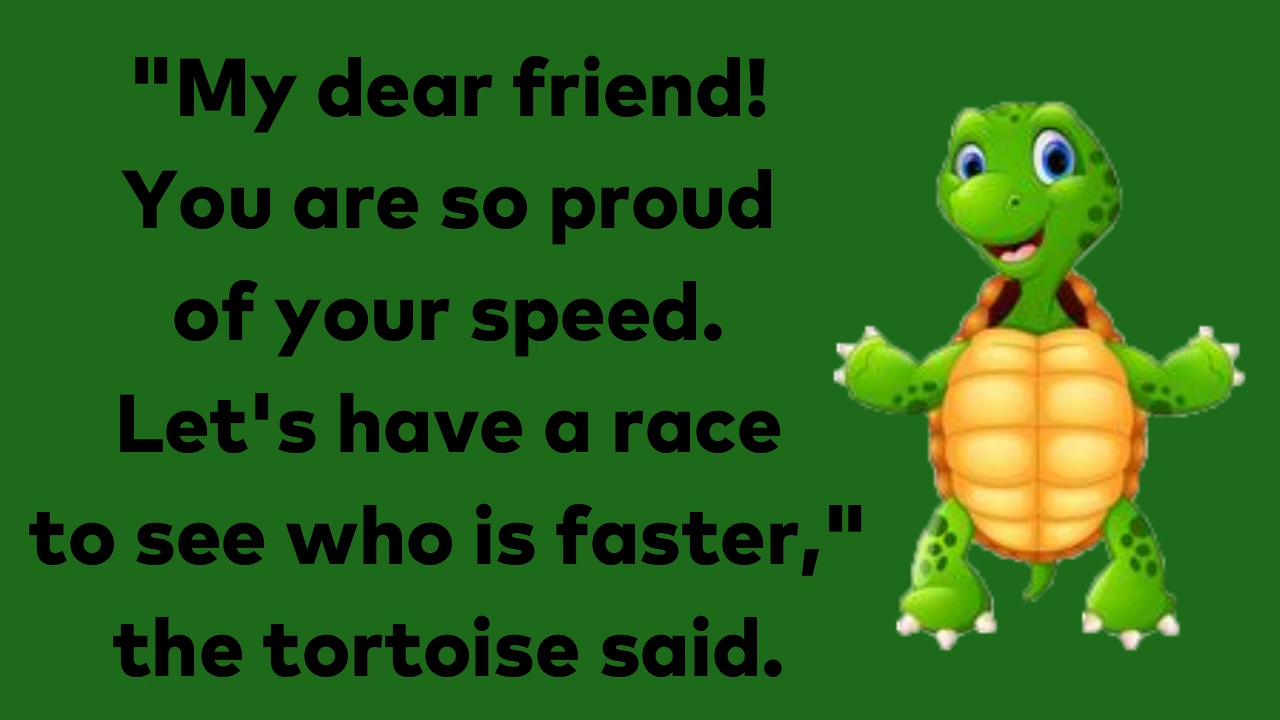 "My dear friend!
You are so proud
of your speed.
Let's have a race
to see who is faster,"
the tortoise said.